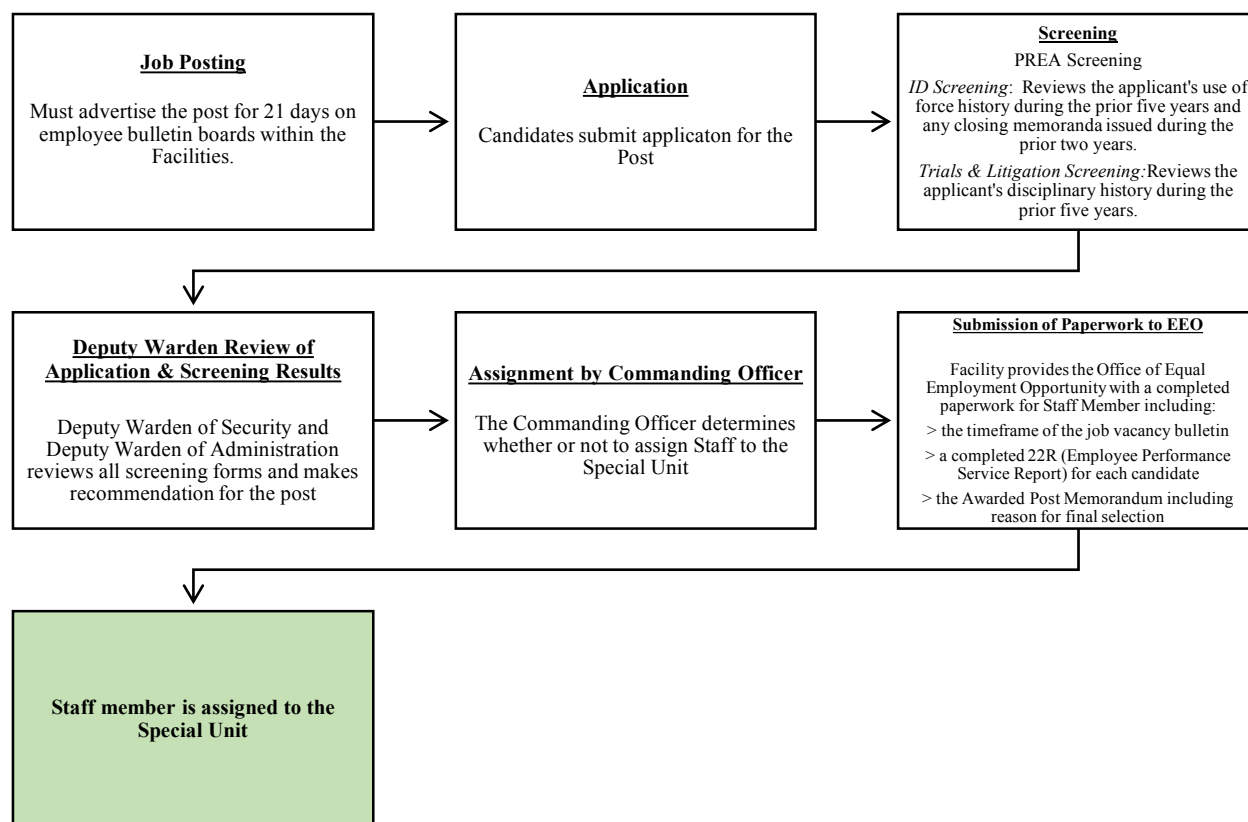 Job Posting
Must advertise the post for 21 days on
employee bulletin boards within the
Facilities.
Application
Candidates submit applicaton for the
Post
Screening
PREA Screening
ID Screening: Reviews the applicant's use of
force history during the prior five years and
any closing memoranda issued during the
prior two years.
Trials & Litigation Screening:Reviews the
applicant's disciplinary history during the
prior five years.
Deputy Warden Review of
Application & Screening Results
Deputy Warden of Security and
Deputy Warden of Administration
reviews all screening forms and makes
recommendation for the post
Assignment by Commanding Officer
The Commanding Officer determines
whether or not to assign Staff to the
Special Unit
Submission of Paperwork to EEO
Facility provides the Office of Equal
Employment Opportunity with a completed
paperwork for Staff Member including:
> the timeframe of the job vacancy bulletin
> a completed 22R (Employee Performance
Service Report) for each candidate
> the Awarded Post Memorandum including
reason for final selection
Staff member is assigned to the
Special Unit